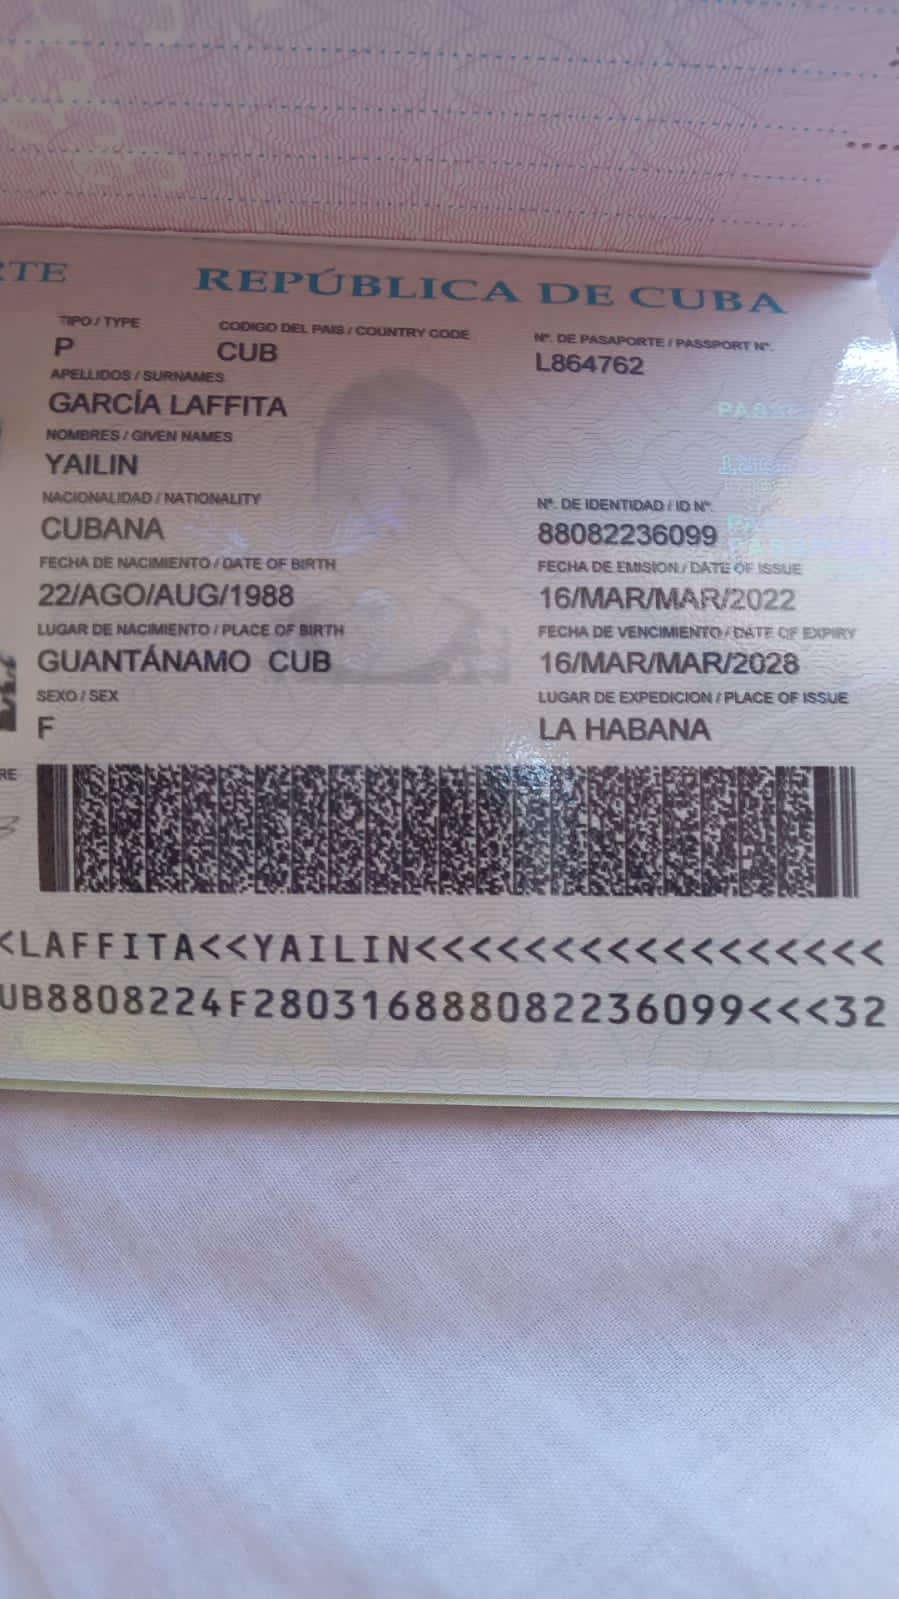 RTE REPÚBLICA DE CUBA
TIPO / TYPE CODIGO DEL PAIS / COUNTRY CODE Nº. DE PASAPORTE / PASSPORT Nº.
P CUB L864762
APELLIDOS / SURNAMES
GARCÍA LAFFITA
NOMBRES / GIVEN NAMES
YAILIN
NACIONALIDAD / NATIONALITY Nº. DE IDENTIDAD / ID Nº.
CUBANA 88082236099
FECHA DE NACIMIENTO / DATE OF BIRTH FECHA DE EMISION / DATE OF ISSUE
22/AGO/AUG/1988 16/MAR/MAR/2022
LUGAR DE NACIMIENTO / PLACE OF BIRTH FECHA DE VENCIMIENTO / DATE OF EXPIRY
GUANTÁNAMO CUB 16/MAR/MAR/2028
SEXO / SEX LUGAR DE EXPEDICION / PLACE OF ISSUE
F LA HABANA
RE
<LAFFITA<<YAILIN<<<<<<<<<<<<<<<<<<
UB8808224F280316888082236099<<<32